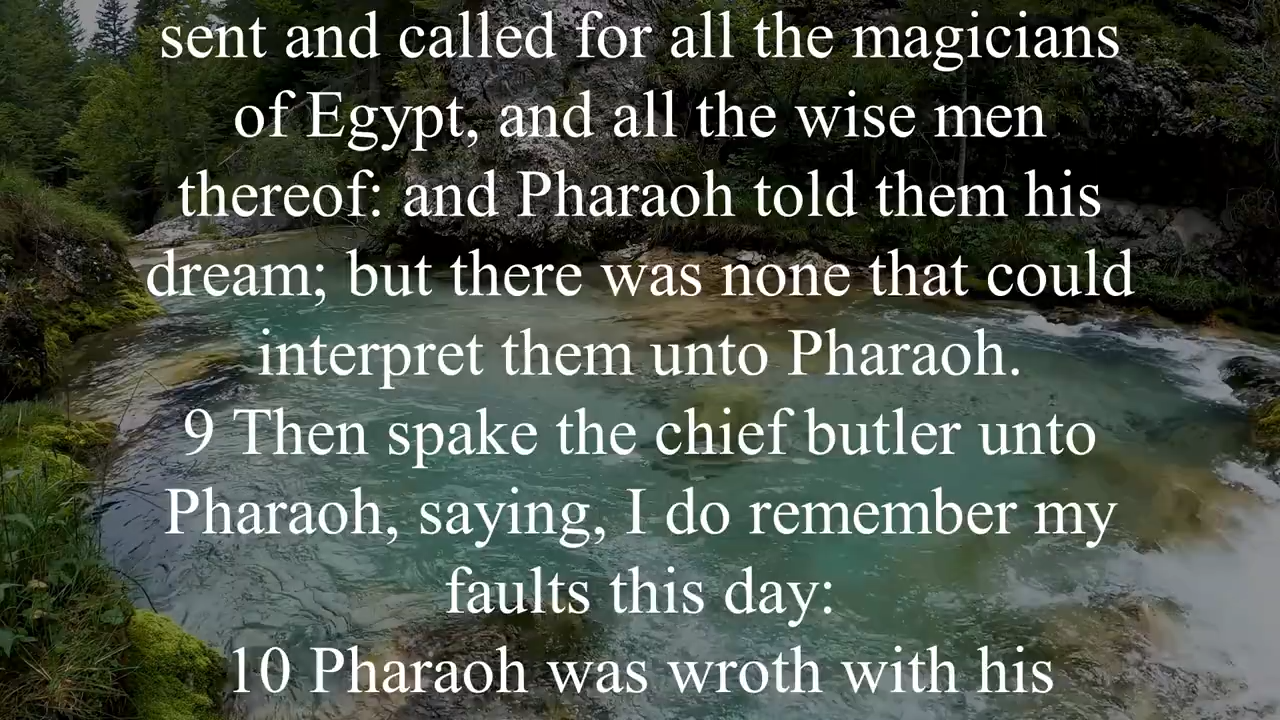 sent and called for all the magicians
of Egypt, and all the wise men
thereof: and Pharaoh told them his
dream; but there was none that could
interpret them unto Pharaoh.
9 Then spake the chief butler unto
Pharaoh, saying, I do remember my
faults this day:
10 Pharaoh was wroth with his